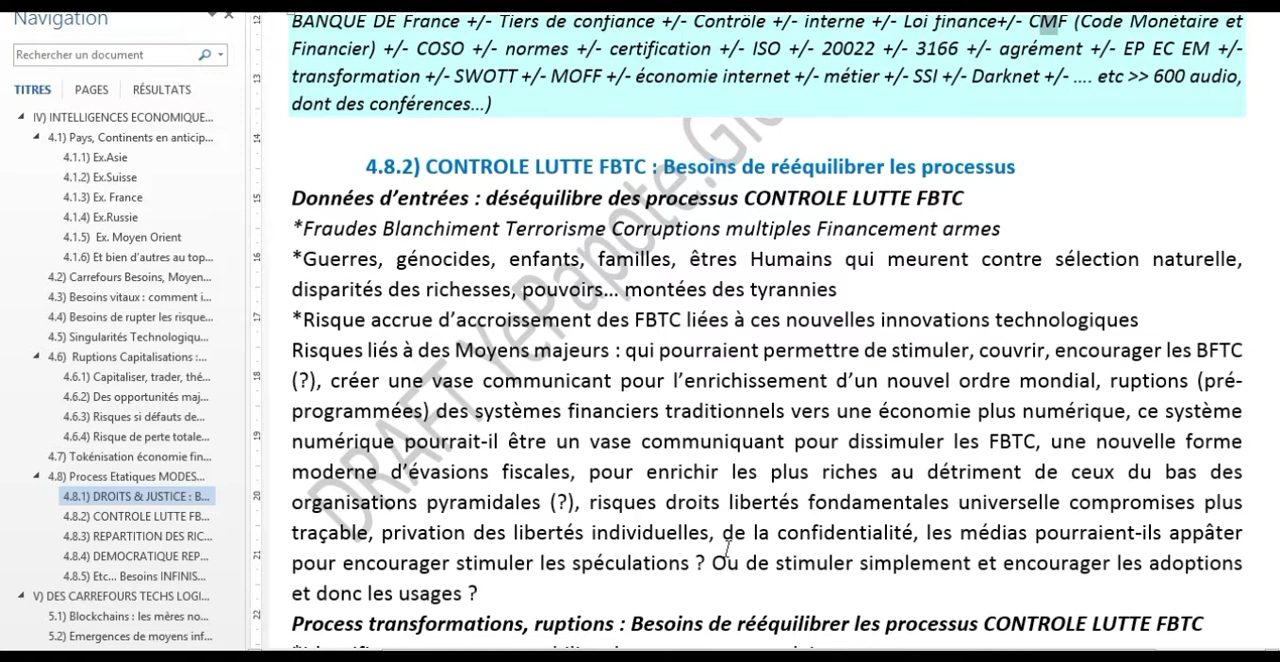 Navigation
Rechercher un document
TITRES PAGES RÉSULTATS
IV) INTELLIGENCES ECONOMIQUE...
4.1) Pays, Continents en anticip...
4.1.1) Ex.Asie
4.1.2) Ex.Suisse
4.1.3) Ex. France
4.1.4) Ex.Russie
4.1.5) Ex. Moyen Orient
4.1.6) Et bien d'autres au top...
4.2) Carrefours Besoins, Moyen...
4.3) Besoins vitaux : comment i...
4.4) Besoins de rupter les risque...
4.5) Singularités Technologiqu...
4.6) Ruptions Capitalisations :...
4.6.1) Capitaliser, trader, thé...
4.6.2) Des opportunités maj...
4.6.3) Risques si défauts de...
4.6.4) Risque de perte totale...
4.7) Tokénisation économie fin...
4.8) Process Etatiques MODES...
4.8.1) DROITS & JUSTICE : B...
4.8.2) CONTROLE LUTTE FB...
4.8.3) REPARTITION DES RIC...
4.8.4) DEMOCRATIQUE REP...
4.8.5) Etc... Besoins INFINIS...
V) DES CARREFOURS TECHS LOGI...
5.1) Blockchains : les mères no...
5.2) Emergences de moyens inf...
12
13
14
15
16
17
18
19
20
21
22
BANQUE DE France +/- Tiers de confiance +/- Contrôle +/- interne +/- Loi finance+/- CMF (Code Monétaire et
Financier) +/- COSO +/- normes +/- certification +/- ISO +/- 20022 +/- 3166 +/- agrément +/- EP EC EM +/-
transformation +/- SWOTT +/- MOFF +/- économie internet +/- métier +/- SSI +/- Darknet +/- .... etc >> 600 audio,
dont des conférences...)
4.8.2) CONTROLE LUTTE FBTC : Besoins de rééquilibrer les processus
Données d'entrées : déséquilibre des processus CONTROLE LUTTE FBTC
*Fraudes Blanchiment Terrorisme Corruptions multiples Financement armes
*Guerres, génocides, enfants, familles, êtres Humains qui meurent contre sélection naturelle,
disparités des richesses, pouvoirs... montées des tyrannies
*Risque accrue d'accroissement des FBTC liées à ces nouvelles innovations technologiques
Risques liés à des Moyens majeurs : qui pourraient permettre de stimuler, couvrir, encourager les BFTC
(?), créer une vase communicant pour l'enrichissement d'un nouvel ordre mondial, ruptions (pré-
programmées) des systèmes financiers traditionnels vers une économie plus numérique, ce système
numérique pourrait-il être un vase communiquant pour dissimuler les FBTC, une nouvelle forme
moderne d'évasions fiscales, pour enrichir les plus riches au détriment de ceux du bas des
organisations pyramidales (?), risques droits libertés fondamentales universelle compromises plus
traçable, privation des libertés individuelles, de la confidentialité, les médias pourraient-ils appâter
pour encourager stimuler les spéculations ? Ou de stimuler simplement et encourager les adoptions
et donc les usages ?
Process transformations, ruptions : Besoins de rééquilibrer les processus CONTROLE LUTTE FBTC
DRAFT YePapote.Glo